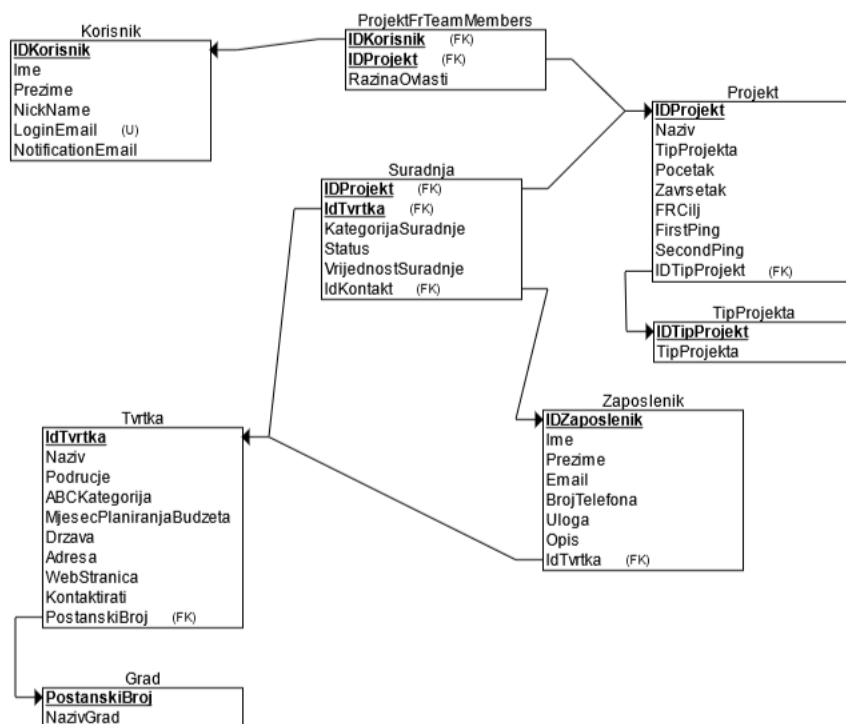 Korisnik
IDKorisnik
Ime
Prezime
NickName
LoginEmail (U)
NotificationEmail
ProjektFrTeamMembers
IDKorisnik (FK)
IDProjekt (FK)
RazinaOvlasti
Projekt
IDProjekt
Naziv
TipProjekta
Pocetak
Zavrsetak
FRCilj
FirstPing
SecondPing
IDTipProjekt (FK)
Suradnja
IDProjekt (FK)
IdTvrtka (FK)
KategorijaSuradnje
Status
VrijednostSuradnje
IdKontakt (FK)
TipProjekta
IDTipProjekt
TipProjekta
Tvrtka
IdTvrtka
Naziv
Podrucje
ABCKategorija
MjesecPlaniranjaBudzeta
Drzava
Adresa
WebStranica
Kontaktirati
PostanskiBroj (FK)
Zaposlenik
IDZaposlenik
Ime
Prezime
Email
BrojTelefona
Uloga
Opis
IdTvrtka (FK)
Grad
PostanskiBroj
NazivGrad